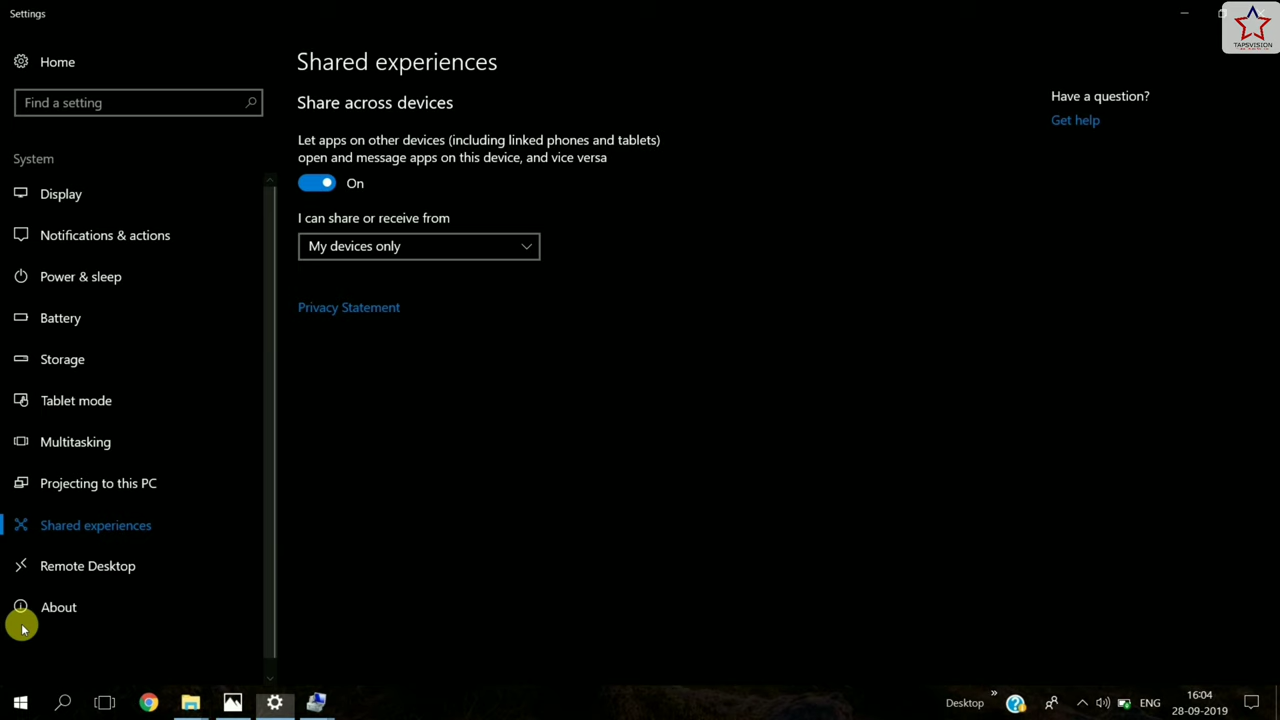 Settings
Home
Find a setting
System
Display
Notifications & actions
Power & sleep
Battery
Storage
Tablet mode
Multitasking
Projecting to this PC
Shared experiences
Remote Desktop
About
Shared experiences
Share across devices
Let apps on other devices (including linked phones and tablets)
open and message apps on this device, and vice versa
On
I can share or receive from
My devices only
Privacy Statement
Have a question?
Get help
TAPSVISION
Desktop
ENG
16:04
28-09-2019